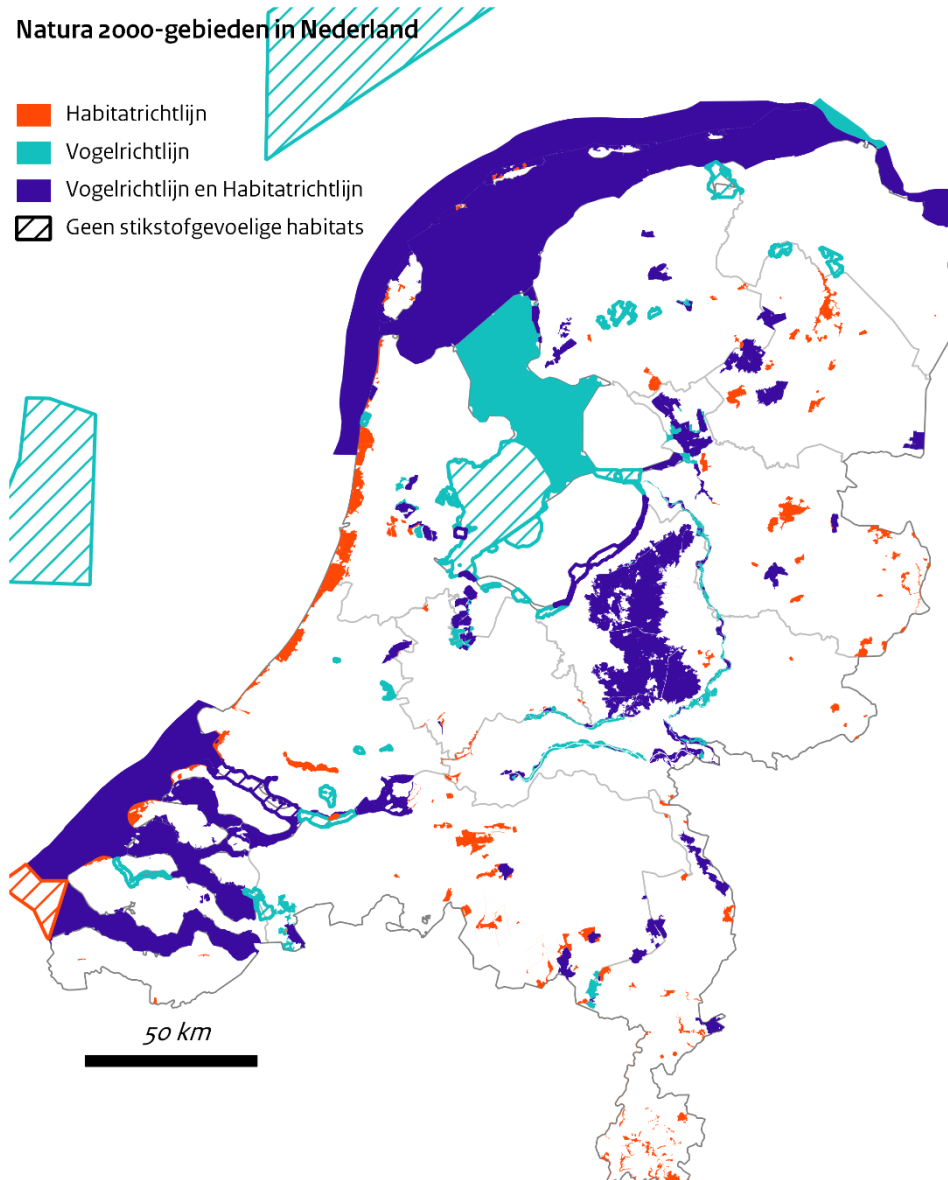 Natura 2000-gebieden in Nederland
Habitatrichtlijn
Vogelrichtlijn
Vogelrichtlijn en Habitatrichtlijn
Geen stikstofgevoelige habitats
50 km